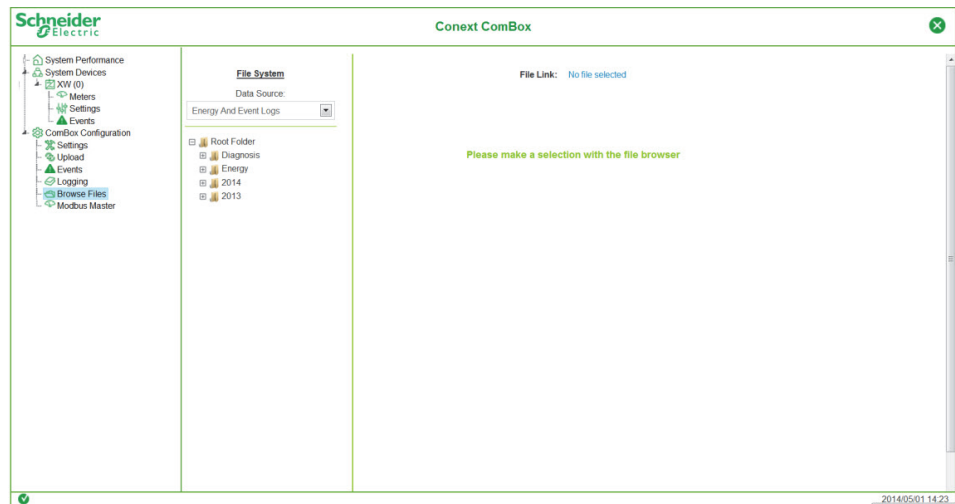 Schneider
Electric
Conext ComBox
System Performance
System Devices
XW (0)
Meters
Settings
Events
ComBox Configuration
Settings
Upload
Events
Logging
Browse Files
Modbus Master
File System
Data Source:
Energy And Event Logs
Root Folder
Diagnosis
Energy
2014
2013
File Link: No file selected
Please make a selection with the file browser
2014/05/01 14:23